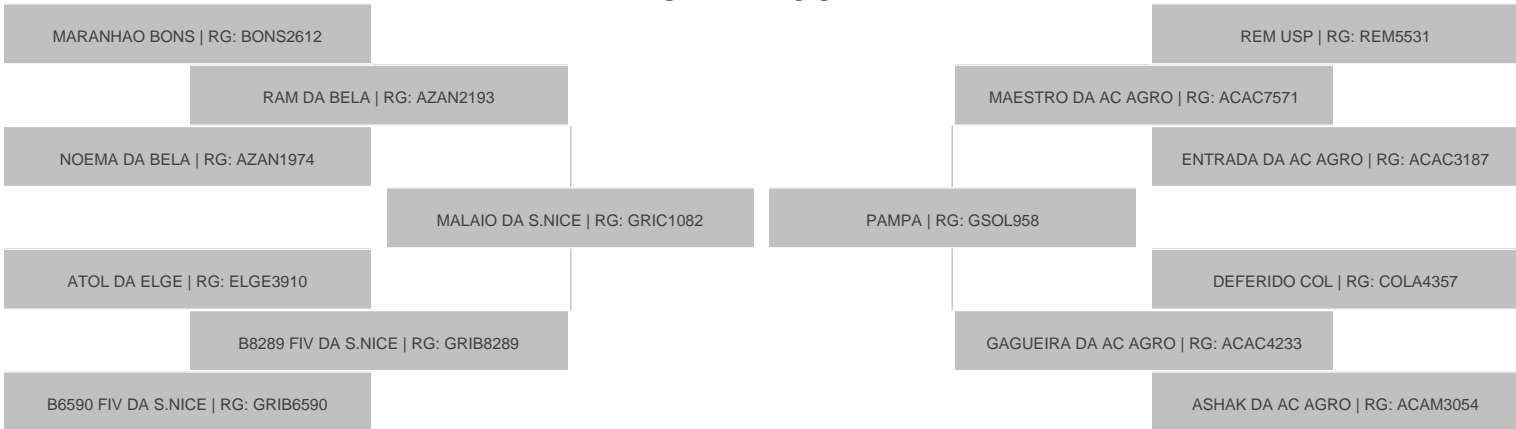 MARANHAO BONS | RG: BONS2612
REM USP | RG: REM5531
RAM DA BELA | RG: AZAN2193
MAESTRO DA AC AGRO | RG: ACAC7571
NOEMA DA BELA | RG: AZAN1974
ENTRADA DA AC AGRO | RG: ACAC3187
MALAIO DA S.NICE | RG: GRIC1082
PAMPA | RG: GSOL958
ATOL DA ELGE | RG: ELGE3910
DEFERIDO COL | RG: COLA4357
B8289 FIV DA S.NICE | RG: GRIB8289
GAGUEIRA DA AC AGRO | RG: ACAC4233
B6590 FIV DA S.NICE | RG: GRIB6590
ASHAK DA AC AGRO | RG: ACAM3054